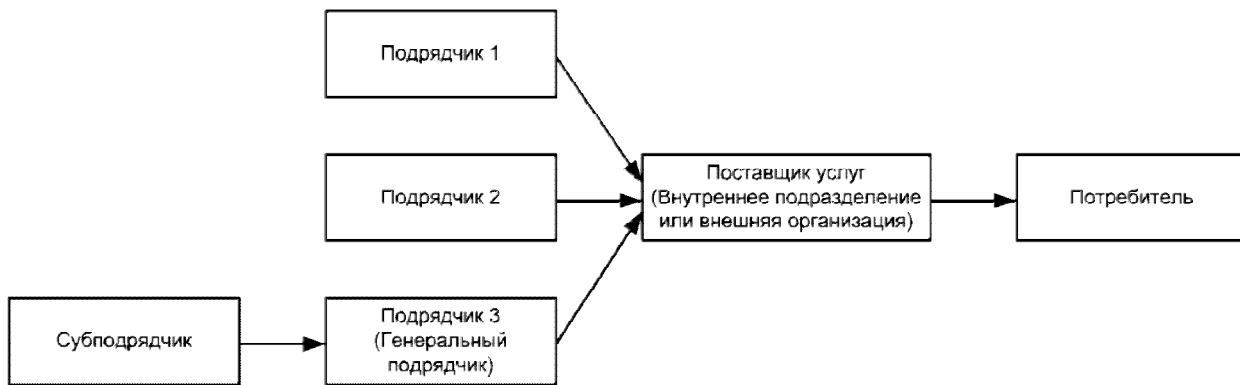 Подрядчик 1
Подрядчик 2
Поставщик услуг
(Внутреннее подразделение
или внешняя организация)
Потребитель
Субподрядчик
Подрядчик 3
(Генеральный
подрядчик)